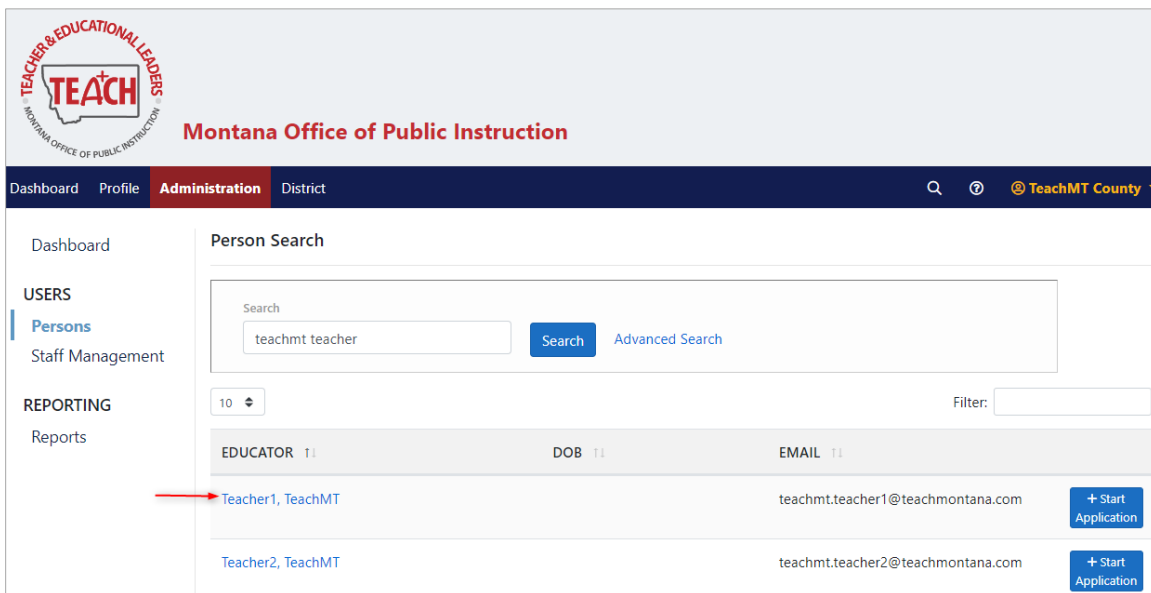 TEACHER & EDUCATIONAL LEADERS
TEACH
MONTANA OFFICE OF PUBLIC INSTRUCTION
Montana Office of Public Instruction
Dashboard Profile Administration District TeachMT County
Dashboard
Person Search
USERS
Search
Persons
teachmt teacher Search Advanced Search
Staff Management
REPORTING
10 Filter:
Reports
EDUCATOR DOB EMAIL
Teacher1, TeachMT teachmt.teacher1@teachmontana.com + Start
Application
Teacher2, TeachMT teachmt.teacher2@teachmontana.com + Start
Application